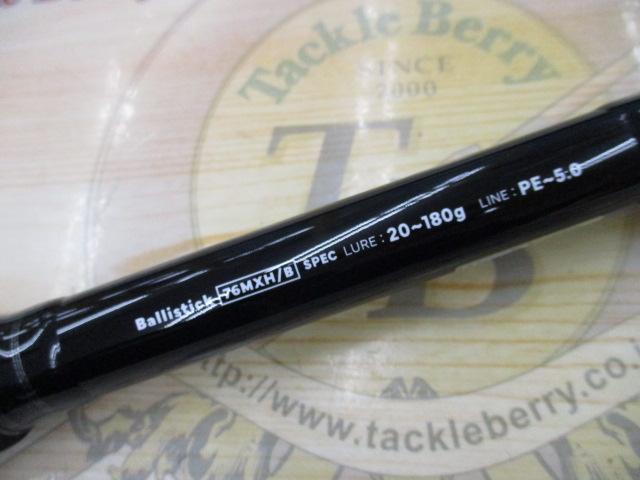 Tackle Berry
SINCE
2000
TB
Ballistick 76MXH/B SPEC LURE : 20~180g LINE : PE~5.0
http://www.tackleberry.co.j